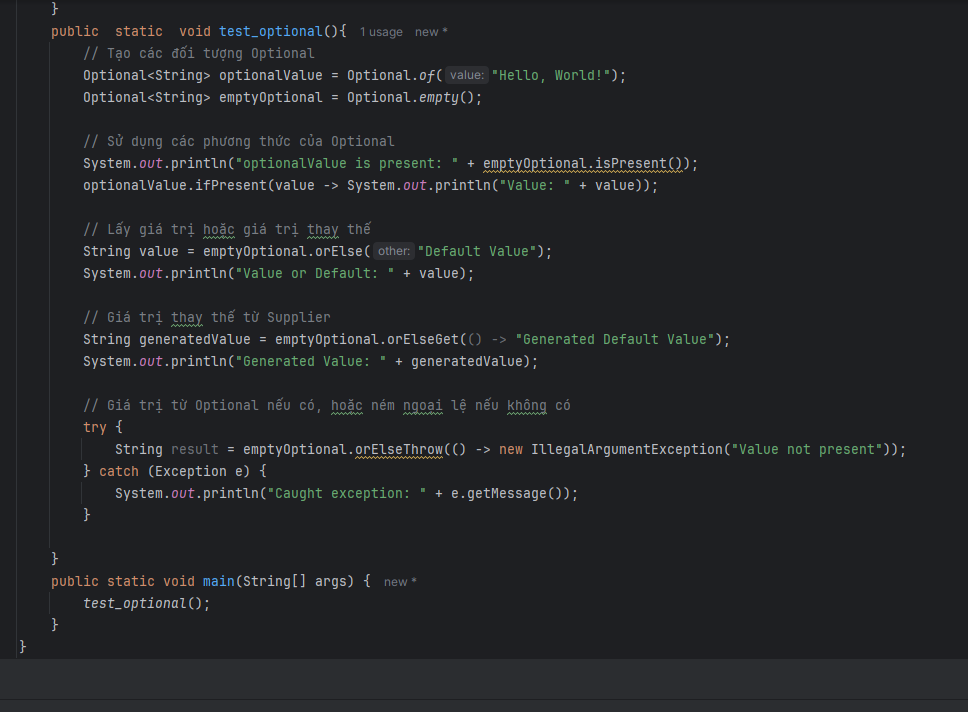 }
public  static  void test_optional(){  1 usage  new *
// Tạo các đối tượng Optional
Optional<String> optionalValue = Optional.of( value: "Hello, World!");
Optional<String> emptyOptional = Optional.empty();
// Sử dụng các phương thức của Optional
System.out.println("optionalValue is present: " + emptyOptional.isPresent());
optionalValue.ifPresent(value -> System.out.println("Value: " + value));
// Lấy giá trị hoặc giá trị thay thế
String value = emptyOptional.orElse( other: "Default Value");
System.out.println("Value or Default: " + value);
// Giá trị thay thế từ Supplier
String generatedValue = emptyOptional.orElseGet(() -> "Generated Default Value");
System.out.println("Generated Value: " + generatedValue);
// Giá trị từ Optional nếu có, hoặc ném ngoại lệ nếu không có
try {
String result = emptyOptional.orElseThrow(() -> new IllegalArgumentException("Value not present"));
} catch (Exception e) {
System.out.println("Caught exception: " + e.getMessage());
}
}
public static void main(String[] args) {  new *
test_optional();
}
}